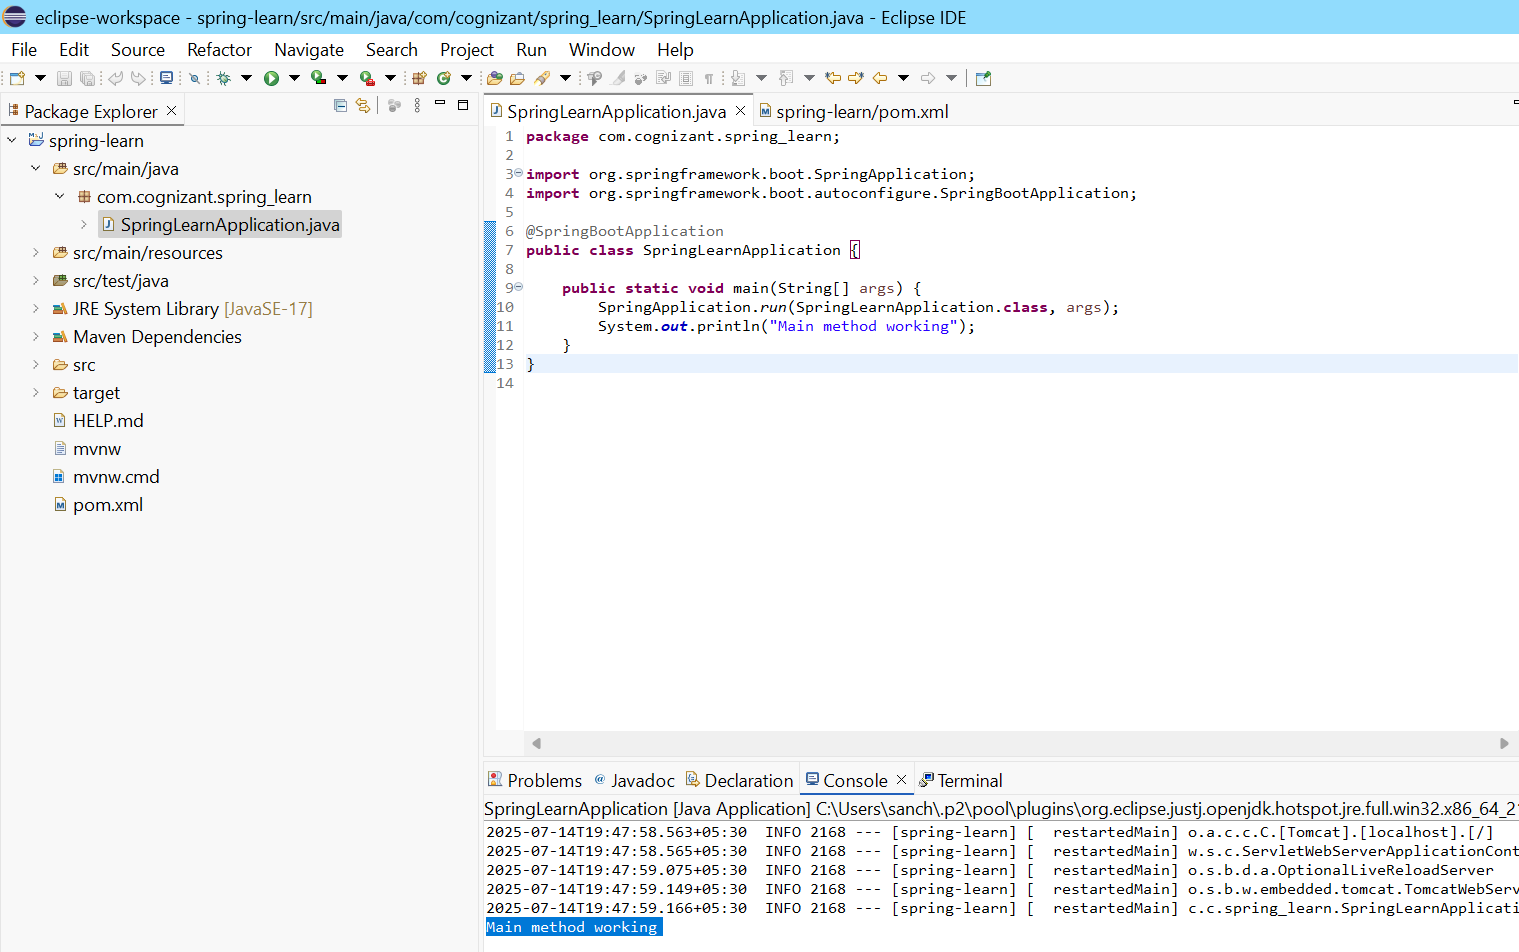 eclipse-workspace - spring-learn/src/main/java/com/cognizant/spring_learn/SpringLearnApplication.java - Eclipse IDE
File Edit Source Refactor Navigate Search Project Run Window Help
Package Explorer
spring-learn
src/main/java
com.cognizant.spring_learn
SpringLearnApplication.java
src/main/resources
src/test/java
JRE System Library [JavaSE-17]
Maven Dependencies
src
target
HELP.md
mvnw
mvnw.cmd
pom.xml
SpringLearnApplication.java spring-learn/pom.xml
1 package com.cognizant.spring_learn;
2
3 import org.springframework.boot.SpringApplication;
4 import org.springframework.boot.autoconfigure.SpringBootApplication;
5
6 @SpringBootApplication
7 public class SpringLearnApplication {
8
9 public static void main(String[] args) {
10 SpringApplication.run(SpringLearnApplication.class, args);
11 System.out.println("Main method working");
12 }
13 }
14
Problems Javadoc Declaration Console Terminal
SpringLearnApplication [Java Application] C:\Users\sanch\.p2\pool\plugins\org.eclipse.justj.openjdk.hotspot.jre.full.win32.x86_64_2
2025-07-14T19:47:58.563+05:30 INFO 2168 --- [spring-learn] [ restartedMain] o.a.c.c.C.[Tomcat].[localhost].[/]
2025-07-14T19:47:58.565+05:30 INFO 2168 --- [spring-learn] [ restartedMain] w.s.c.ServletWebServerApplicationCont
2025-07-14T19:47:59.075+05:30 INFO 2168 --- [spring-learn] [ restartedMain] o.s.b.d.a.OptionalLiveReloadServer
2025-07-14T19:47:59.149+05:30 INFO 2168 --- [spring-learn] [ restartedMain] o.s.b.w.embedded.tomcat.TomcatWebServ
2025-07-14T19:47:59.166+05:30 INFO 2168 --- [spring-learn] [ restartedMain] c.c.spring_learn.SpringLearnApplicati
Main method working